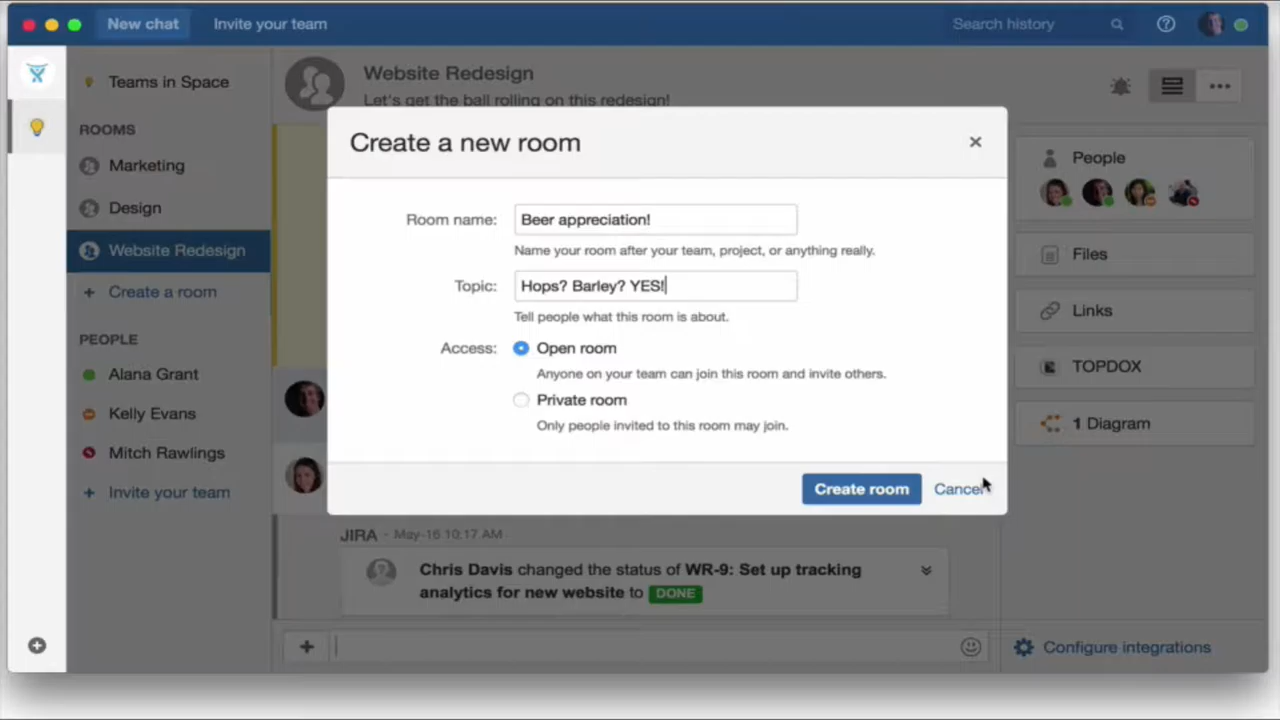 New chat
Invite your team
Search history
Teams in Space
ROOMS
Marketing
Design
Website Redesign
+ Create a room
PEOPLE
Alana Grant
Kelly Evans
Mitch Rawlings
+ Invite your team
Website Redesign
Let's get the ball rolling on this redesign!
Create a new room
Room name: Beer appreciation!
Name your room after your team, project, or anything really.
Topic: Hops? Barley? YES!
Tell people what this room is about.
Access: Open room
Anyone on your team can join this room and invite others.
Private room
Only people invited to this room may join.
Create room Cancel
JIRA - May-16 10:17 AM
Chris Davis changed the status of WR-9: Set up tracking
analytics for new website to DONE
People
Files
Links
TOPDOX
1 Diagram
Configure integrations